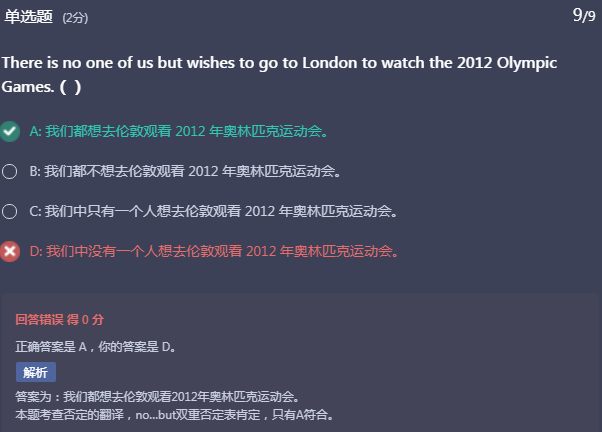 单选题 (2分) 9/9
There is no one of us but wishes to go to London to watch the 2012 Olympic
Games. ( )
A: 我们都想去伦敦观看 2012 年奥林匹克运动会。
B: 我们都不想去伦敦观看 2012 年奥林匹克运动会。
C: 我们中只有一个人想去伦敦观看 2012 年奥林匹克运动会。
D: 我们中没有一个人想去伦敦观看 2012 年奥林匹克运动会。
回答错误 得 0 分
正确答案是 A，你的答案是 D。
解析
答案为：我们都想去伦敦观看2012年奥林匹克运动会。
本题考查否定的翻译，no...but双重否定表肯定，只有A符合。